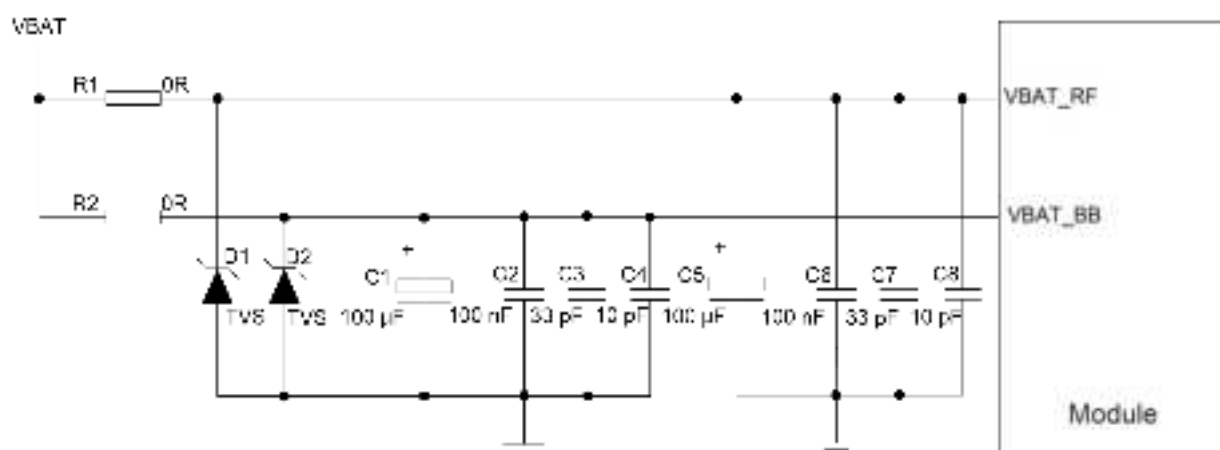 VBAT
R1 0R
VBAT_RF
R2 0R
VBAT_BB
D1 D2 C1 C2 C3 C4 C5 C6 C7 C8
TVS TVS 100 µF 100 nF 33 pF 10 pF 100 µF 100 nF 33 pF 10 pF
+ +
Module